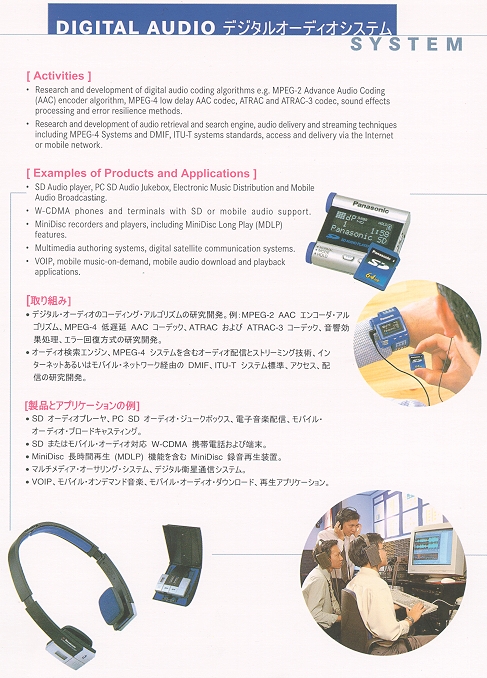 DIGITAL AUDIO デジタルオーディオシステム
SYSTEM
[ Activities ]
• Research and development of digital audio coding algorithms e.g. MPEG-2 Advance Audio Coding
(AAC) encoder algorithm, MPEG-4 low delay AAC codec, ATRAC and ATRAC-3 codec, sound effects
processing and error resilience methods.
• Research and development of audio retrieval and search engine, audio delivery and streaming techniques
including MPEG-4 Systems and DMIF, ITU-T systems standards, access and delivery via the Internet
or mobile network.
[ Examples of Products and Applications ]
• SD Audio player, PC SD Audio Jukebox, Electronic Music Distribution and Mobile
Audio Broadcasting.
• W-CDMA phones and terminals with SD or mobile audio support.
• MiniDisc recorders and players, including MiniDisc Long Play (MDLP)
features.
• Multimedia authoring systems, digital satellite communication systems.
• VOIP, mobile music-on-demand, mobile audio download and playback
applications.
Panasonic
1:59
Panasonic SD
Panasonic
SD
64MB
[取り組み]
• デジタル・オーディオのコーディング・アルゴリズムの研究開発。例：MPEG-2 AAC エンコーダ・アル
ゴリズム、MPEG-4 低遅延 AAC コーデック、ATRAC および ATRAC-3 コーデック、音響効
果処理、エラー回復方式の研究開発。
• オーディオ検索エンジン、MPEG-4 システムを含むオーディオ配信とストリーミング技術、イン
ターネットあるいはモバイル・ネットワーク経由の DMIF、ITU-T システム標準、アクセス、配
信の研究開発。
[製品とアプリケーションの例]
• SD オーディオプレーヤ、PC SD オーディオ・ジュークボックス、電子音楽配信、モバイル・
オーディオ・ブロードキャスティング。
• SD またはモバイル・オーディオ対応 W-CDMA 携帯電話および端末。
• MiniDisc 長時間再生 (MDLP) 機能を含む MiniDisc 録音再生装置。
• マルチメディア・オーサリング・システム、デジタル衛星通信システム。
• VOIP、モバイル・オンデマンド音楽、モバイル・オーディオ・ダウンロード、再生アプリケーション。